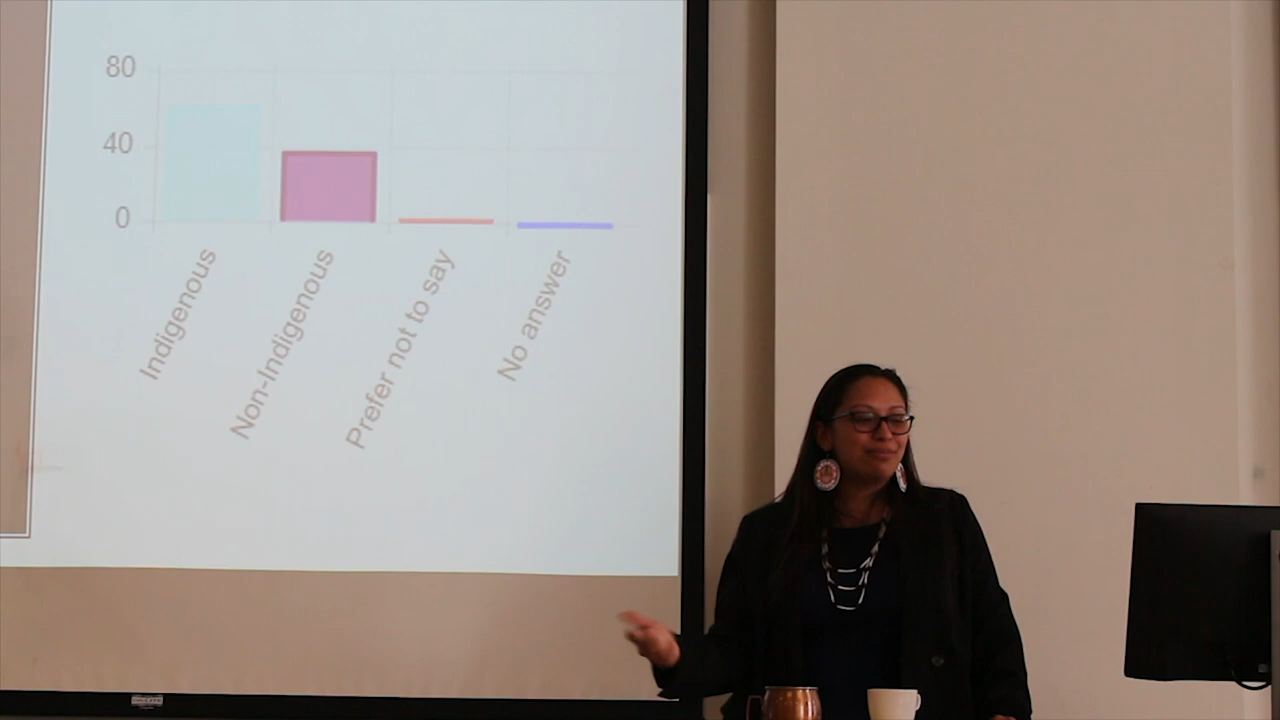 80
40
0
Indigenous
Non-Indigenous
Prefer not to say
No answer